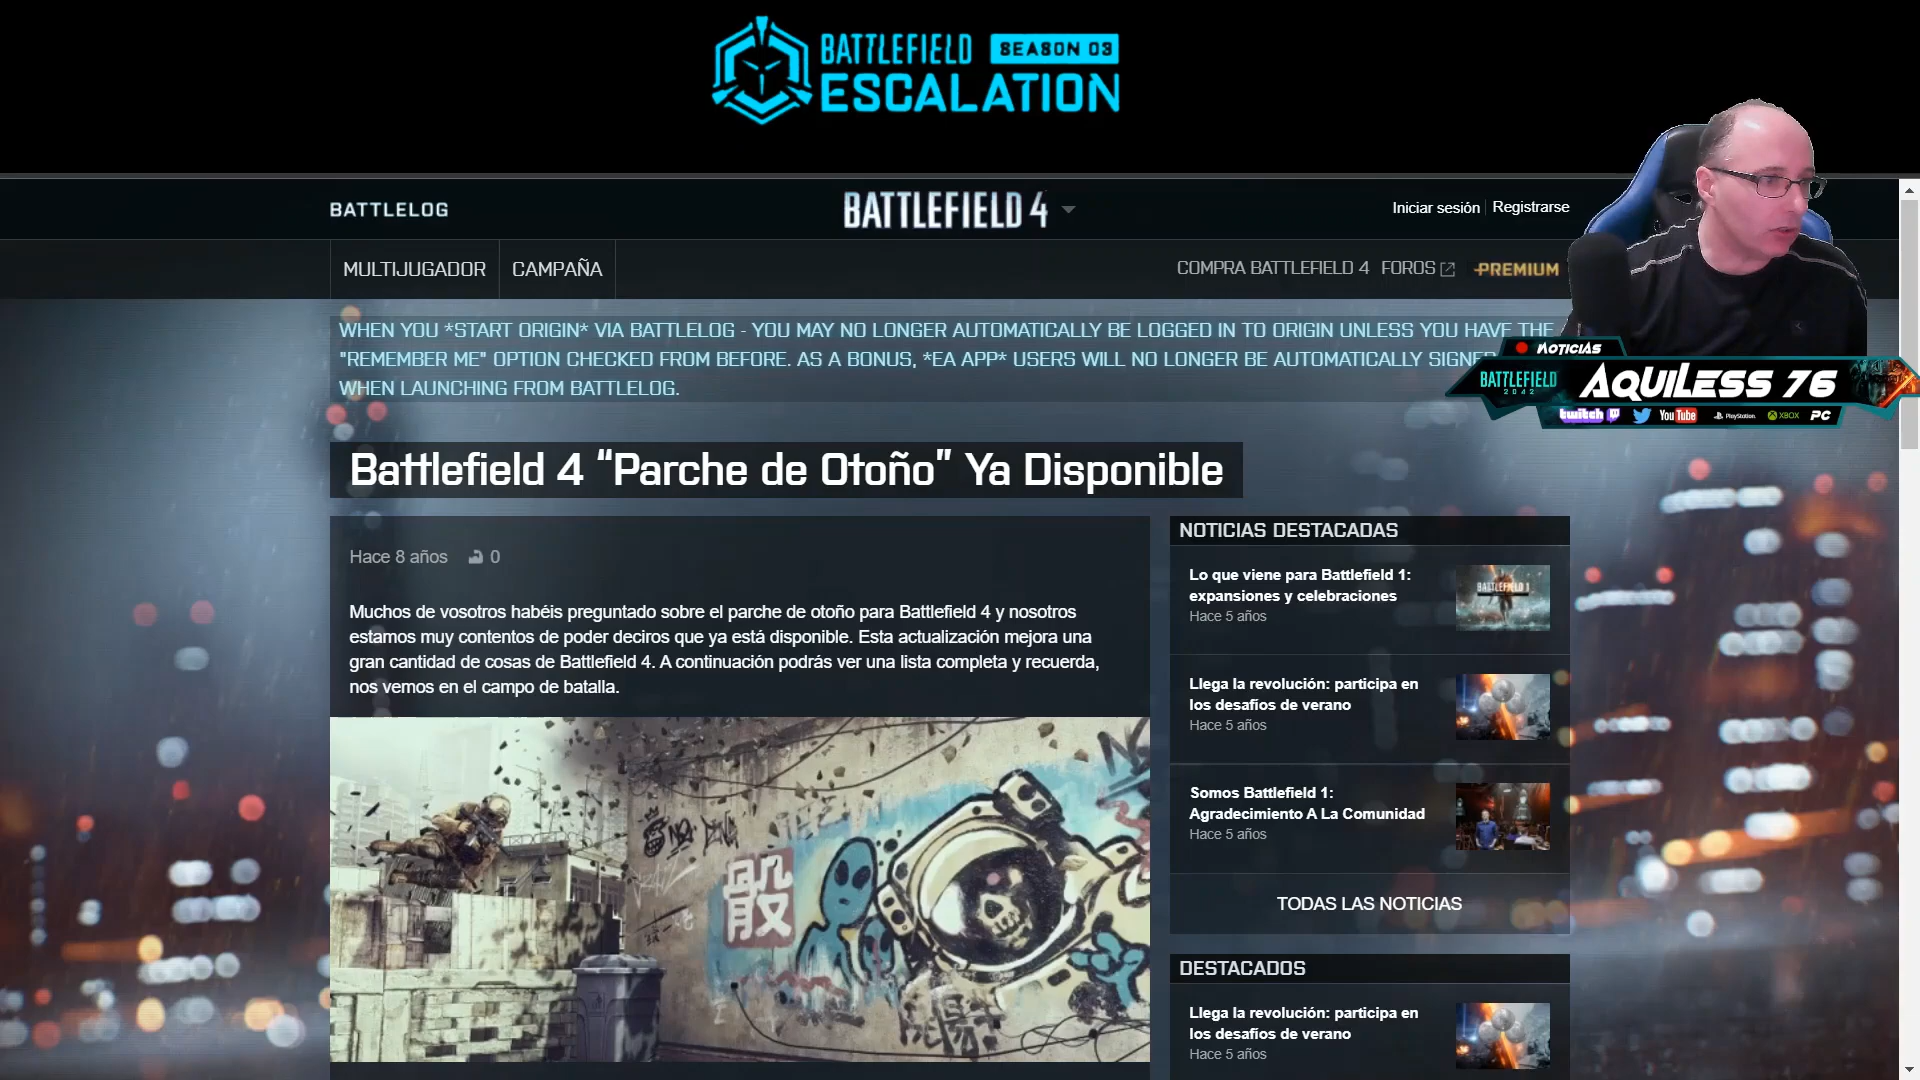 BATTLEFIELD SEASON 03
ESCALATION
BATTLELOG
BATTLEFIELD 4
Iniciar sesión
Registrarse
MULTIJUGADOR
CAMPAÑA
COMPRA BATTLEFIELD 4
FOROS
PREMIUM
WHEN YOU *START ORIGIN* VIA BATTLELOG - YOU MAY NO LONGER AUTOMATICALLY BE LOGGED IN TO ORIGIN UNLESS YOU HAVE THE
"REMEMBER ME" OPTION CHECKED FROM BEFORE. AS A BONUS, *EA APP* USERS WILL NO LONGER BE AUTOMATICALLY SIGNED
WHEN LAUNCHING FROM BATTLELOG.
NOTICIAS
BATTLEFIELD
2042
AQUILESS 76
twitch
YouTube
PlayStation
XBOX
PC
Battlefield 4 “Parche de Otoño” Ya Disponible
Hace 8 años 0
Muchos de vosotros habéis preguntado sobre el parche de otoño para Battlefield 4 y nosotros
estamos muy contentos de poder deciros que ya está disponible. Esta actualización mejora una
gran cantidad de cosas de Battlefield 4. A continuación podrás ver una lista completa y recuerda,
nos vemos en el campo de batalla.
骰
NOTICIAS DESTACADAS
Lo que viene para Battlefield 1:
expansiones y celebraciones
Hace 5 años
BATTLEFIELD 1
Llega la revolución: participa en
los desafíos de verano
Hace 5 años
Somos Battlefield 1:
Agradecimiento A La Comunidad
Hace 5 años
TODAS LAS NOTICIAS
DESTACADOS
Llega la revolución: participa en
los desafíos de verano
Hace 5 años